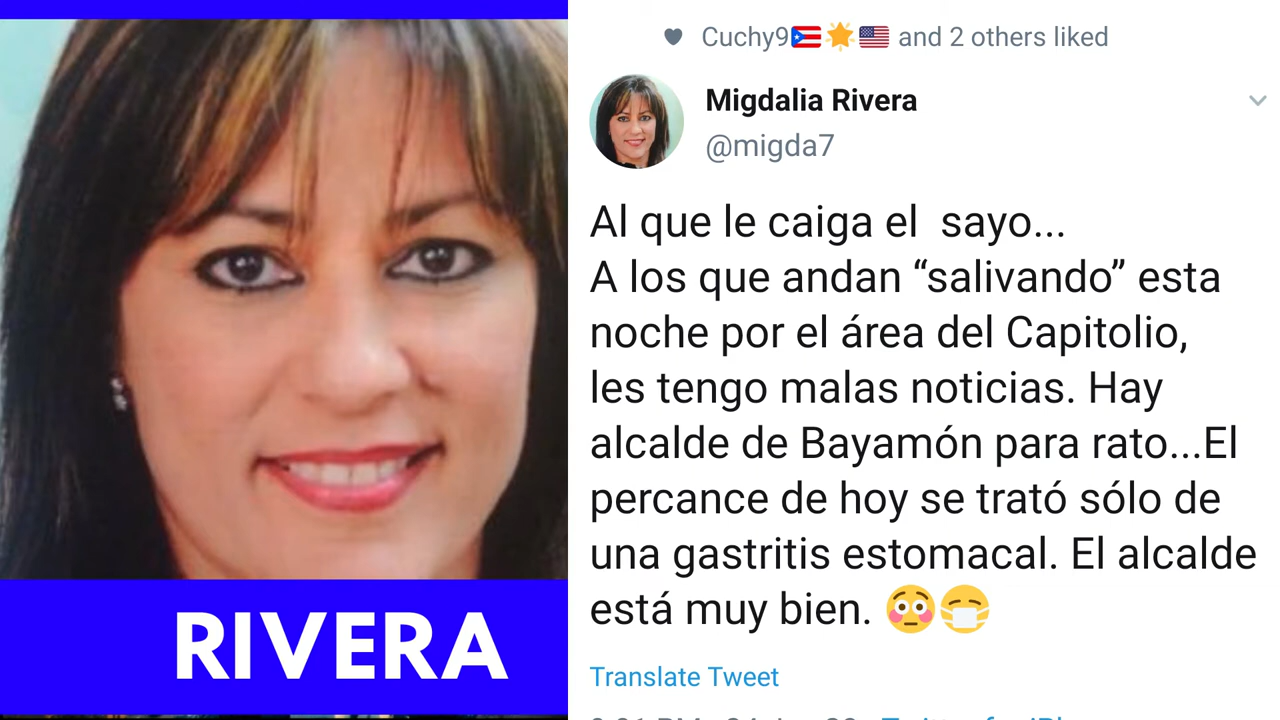 RIVERA
Cuchy9🇵🇷🌟🇺🇸 and 2 others liked
Migdalia Rivera
@migda7
Al que le caiga el  sayo...
A los que andan “salivando” esta
noche por el área del Capitolio,
les tengo malas noticias. Hay
alcalde de Bayamón para rato...El
percance de hoy se trató sólo de
una gastritis estomacal. El alcalde
está muy bien. 😳😷
Translate Tweet